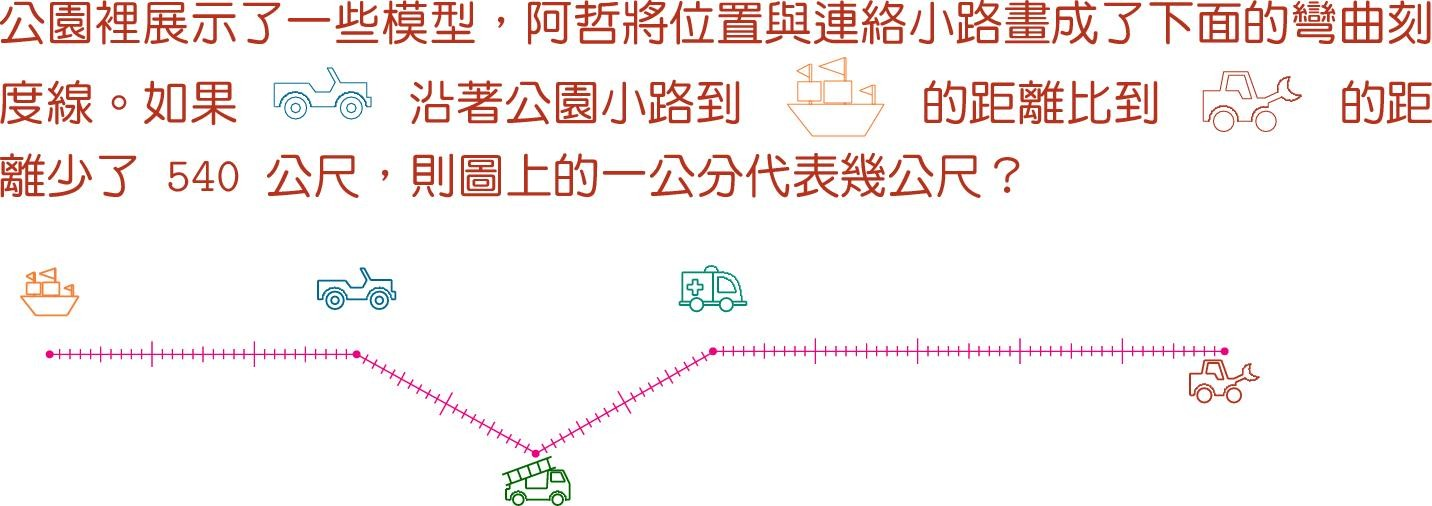 公園裡展示了一些模型，阿哲將位置與連絡小路畫成了下面的彎曲刻
度線。如果 沿著公園小路到 的距離比到 的距
離少了 540 公尺，則圖上的一公分代表幾公尺？